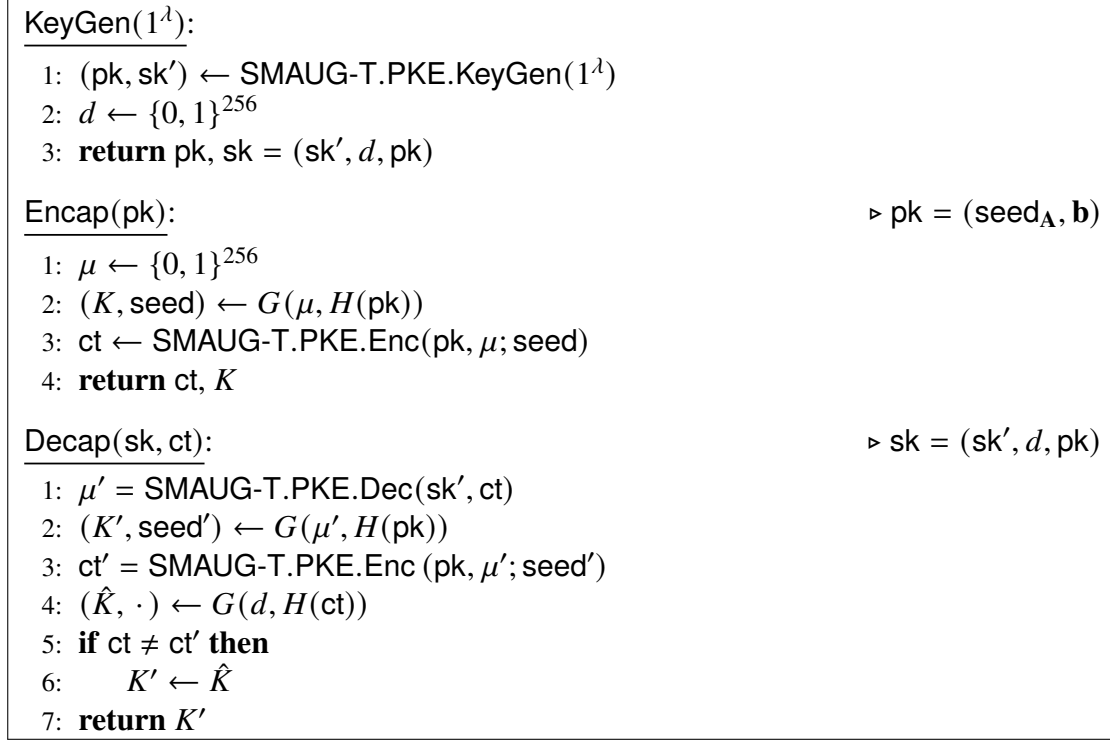 KeyGen(1^λ):
1: (pk, sk′) ← SMAUG-T.PKE.KeyGen(1^λ)
2: d ← {0, 1}^256
3: return pk, sk = (sk′, d, pk)
Encap(pk): ▹ pk = (seed_A, b)
1: μ ← {0, 1}^256
2: (K, seed) ← G(μ, H(pk))
3: ct ← SMAUG-T.PKE.Enc(pk, μ; seed)
4: return ct, K
Decap(sk, ct): ▹ sk = (sk′, d, pk)
1: μ′ = SMAUG-T.PKE.Dec(sk′, ct)
2: (K′, seed′) ← G(μ′, H(pk))
3: ct′ = SMAUG-T.PKE.Enc (pk, μ′; seed′)
4: (K̂, ·) ← G(d, H(ct))
5: if ct ≠ ct′ then
6: K′ ← K̂
7: return K′